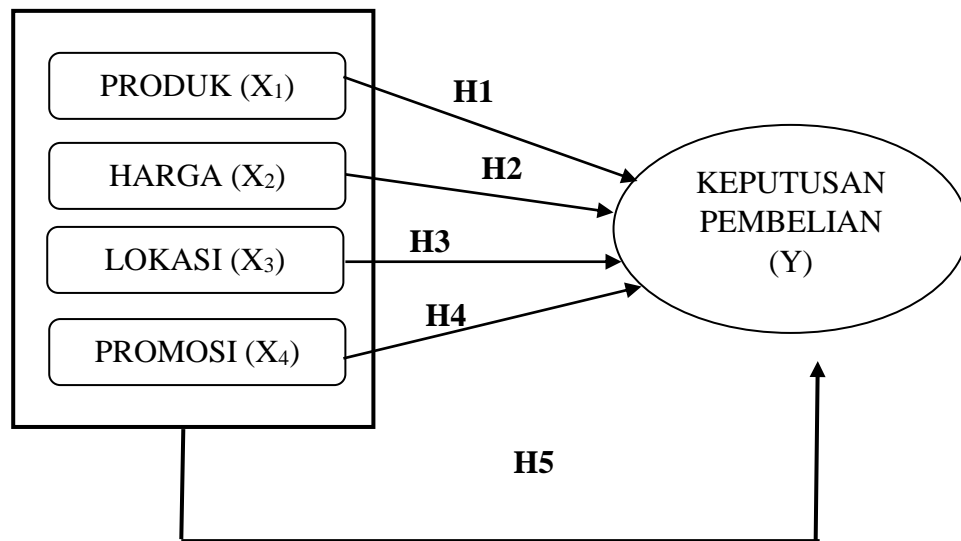 PRODUK (X₁)
H1
HARGA (X₂)
H2
LOKASI (X₃)
H3
PROMOSI (X₄)
H4
KEPUTUSAN
PEMBELIAN
(Y)
H5